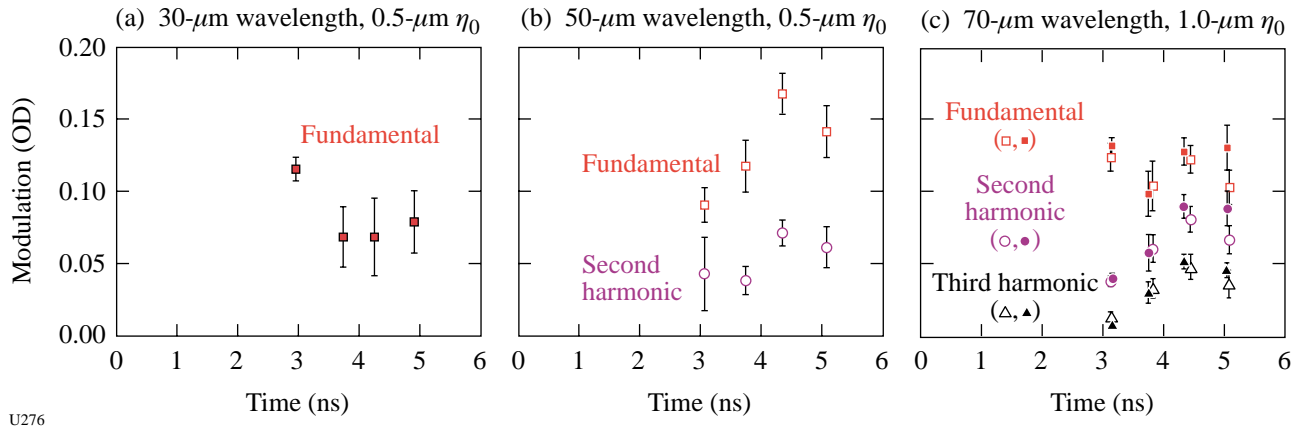 (a) 30-μm wavelength, 0.5-μm η0
(b) 50-μm wavelength, 0.5-μm η0
(c) 70-μm wavelength, 1.0-μm η0
Modulation (OD)
0.20
0.15
0.10
0.05
0.00
Fundamental
0 1 2 3 4 5 6
Time (ns)
Fundamental
Second
harmonic
0 1 2 3 4 5 6
Time (ns)
Fundamental
(□,■)
Second
harmonic
(○,●)
Third harmonic
(△,▲)
0 1 2 3 4 5 6
Time (ns)
U276